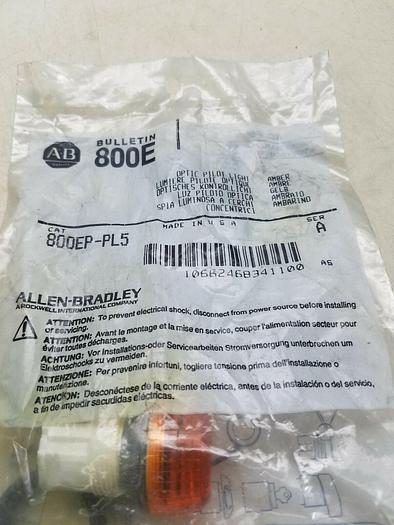 AB
BULLETIN
800E
OPTIC PILOT LIGHT AMBER
LUMIERE PILOTE OPTIQUE AMBRE
OPTISCHES KONTROLLICHT GELB
LUZ PILOTO OPTICA AMBRATO
SPIA LUMINOSA A CERCHI AMBARINO
CONCENTRICI
MADE IN U S A
CAT
800EP-PL5
SER
A
1068246B341100
AS
ALLEN-BRADLEY
A ROCKWELL INTERNATIONAL COMPANY
ATTENTION: To prevent electrical shock, disconnect from power source before installing
or servicing.
ATTENTION: Avant le montage et la mise en service, couper l'alimentation secteur pour
éviter toutes décharges.
ACHTUNG: Vor Installations-oder Servicearbeiten Stromversorgung unterbrechen um
Elektroschocks zu vermeiden.
ATTENZIONE: Per prevenire infortuni, togliere tensione prima dell'installazione o
manutenzione.
ATENCION: Desconéctese de la corriente eléctrica, antes de la instalación o del servicio,
a fin de impedir sacudidas eléctricas.